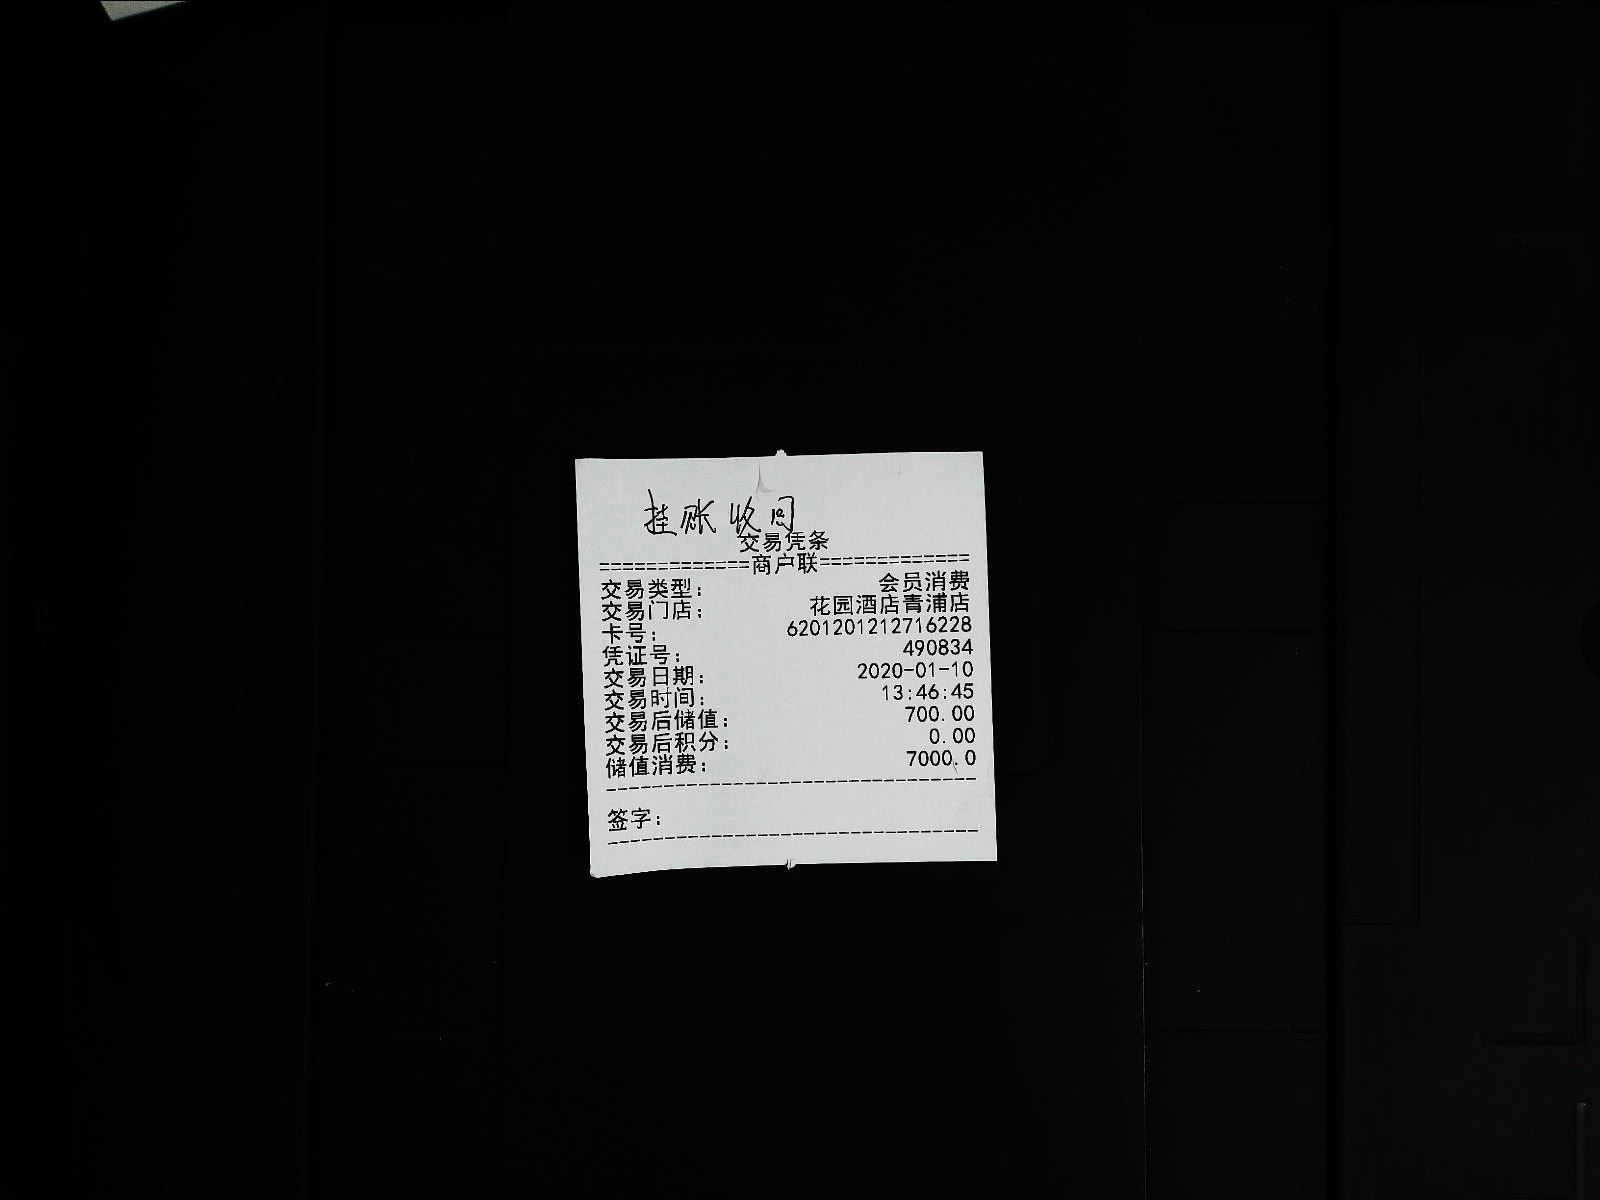 挂账收回
交易凭条
=============商户联=============
交易类型: 会员消费
交易门店: 花园酒店青浦店
卡号: 6201201212716228
凭证号: 490834
交易日期: 2020-01-10
交易时间: 13:46:45
交易后储值: 700.00
交易后积分: 0.00
储值消费: 7000.0
--------------------------------
签字:
--------------------------------